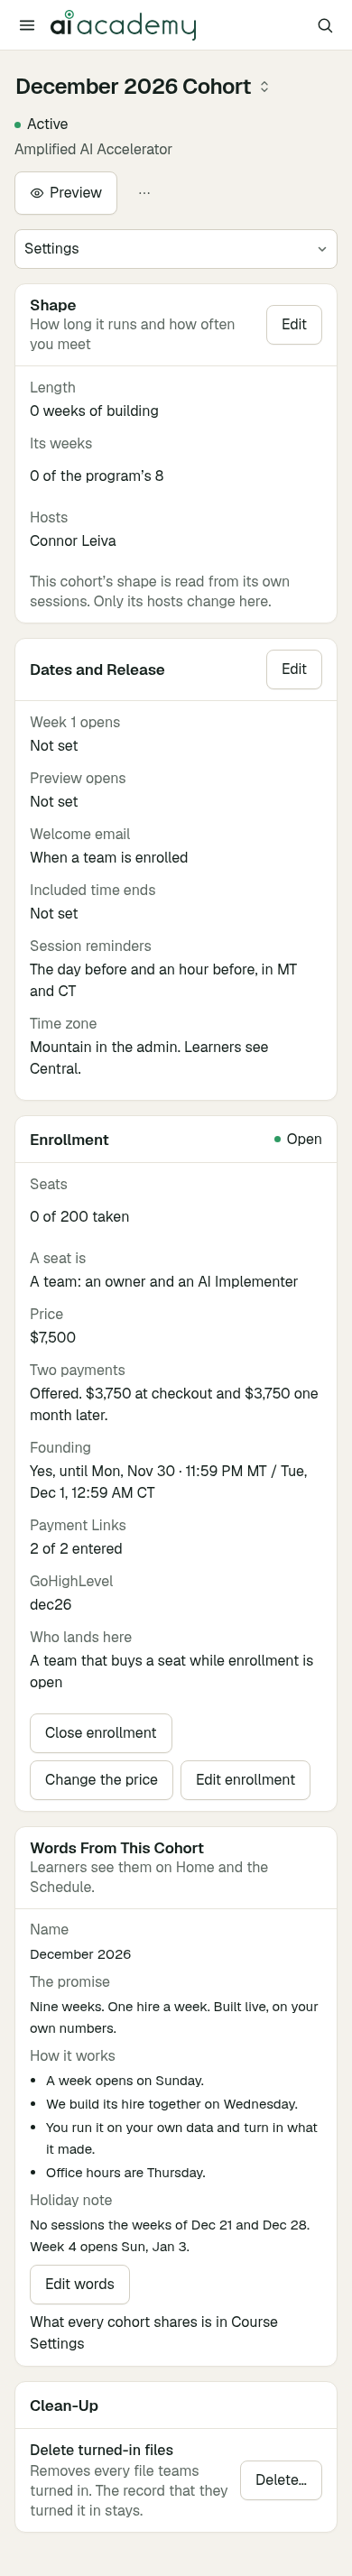 ai academy
December 2026 Cohort
Active
Amplified AI Accelerator
Preview
...
Settings
Shape
How long it runs and how often
you meet
Edit
Length
0 weeks of building
Its weeks
0 of the program's 8
Hosts
Connor Leiva
This cohort's shape is read from its own
sessions. Only its hosts change here.
Dates and Release
Edit
Week 1 opens
Not set
Preview opens
Not set
Welcome email
When a team is enrolled
Included time ends
Not set
Session reminders
The day before and an hour before, in MT
and CT
Time zone
Mountain in the admin. Learners see
Central.
Enrollment
Open
Seats
0 of 200 taken
A seat is
A team: an owner and an AI Implementer
Price
$7,500
Two payments
Offered. $3,750 at checkout and $3,750 one
month later.
Founding
Yes, until Mon, Nov 30 · 11:59 PM MT / Tue,
Dec 1, 12:59 AM CT
Payment Links
2 of 2 entered
GoHighLevel
dec26
Who lands here
A team that buys a seat while enrollment is
open
Close enrollment
Change the price
Edit enrollment
Words From This Cohort
Learners see them on Home and the
Schedule.
Name
December 2026
The promise
Nine weeks. One hire a week. Built live, on your
own numbers.
How it works
• A week opens on Sunday.
• We build its hire together on Wednesday.
• You run it on your own data and turn in what
it made.
• Office hours are Thursday.
Holiday note
No sessions the weeks of Dec 21 and Dec 28.
Week 4 opens Sun, Jan 3.
Edit words
What every cohort shares is in Course
Settings
Clean-Up
Delete turned-in files
Removes every file teams
turned in. The record that they
turned it in stays.
Delete...